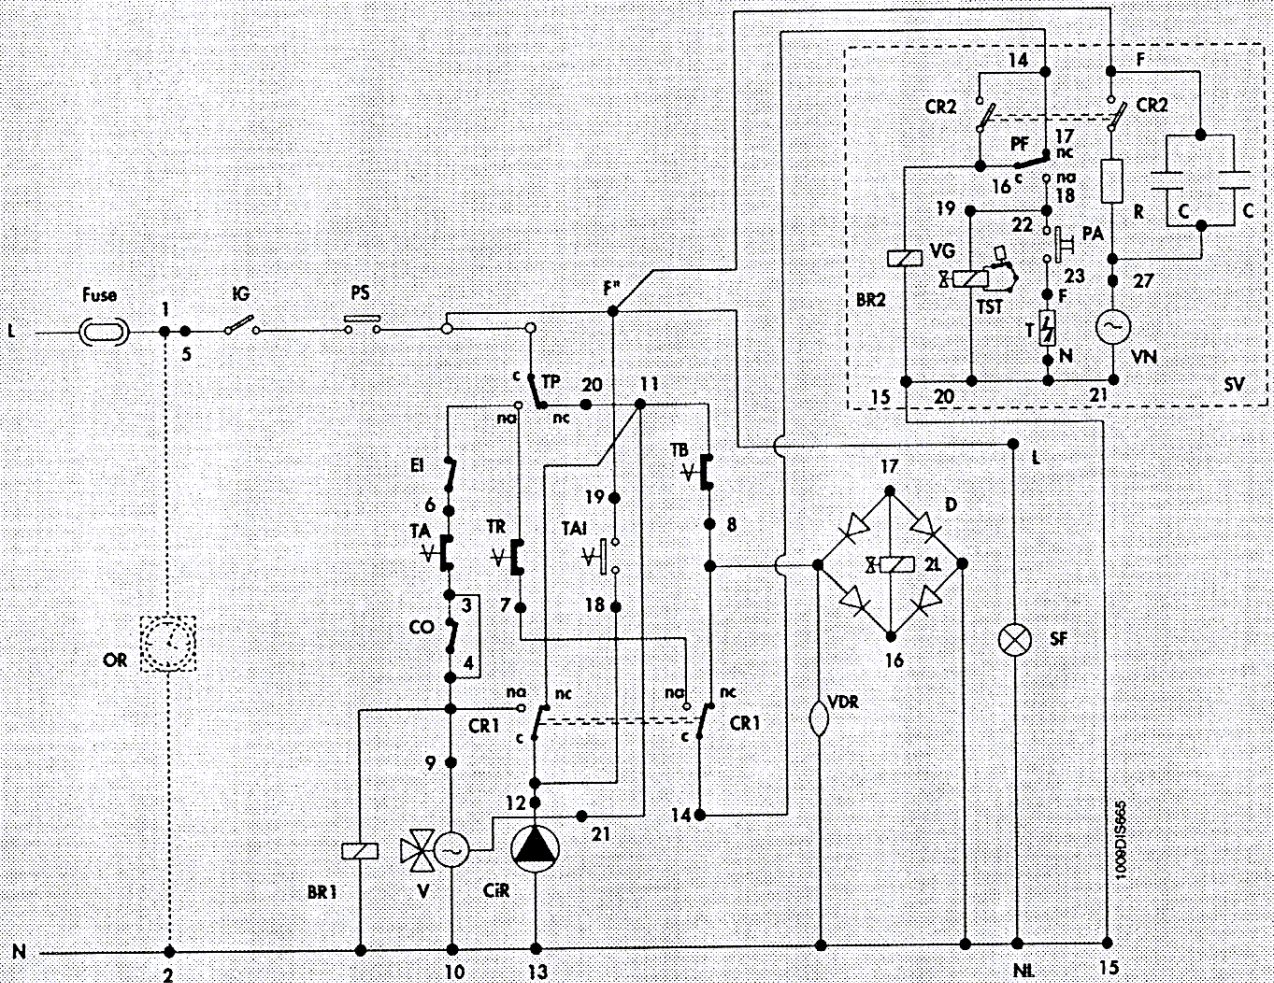 14 F
CR2 CR2
17
PF nc
16 c na
18
19 22 PA R C C
VG
23 27
Fuse 1 IG PS F" BR2 TST F
L
5
T N VN
c TP 20 11
15 20 21 SV
na nc
EI TB L
17
6 19 D
TA TR TAI 8
2L
3 7 18
CO SF
OR 4 16
na nc na nc
CR1 CR1 VDR
c c
9
12 21 14
BR1 V CiR
1009DIS665
N
2 10 13 NL 15